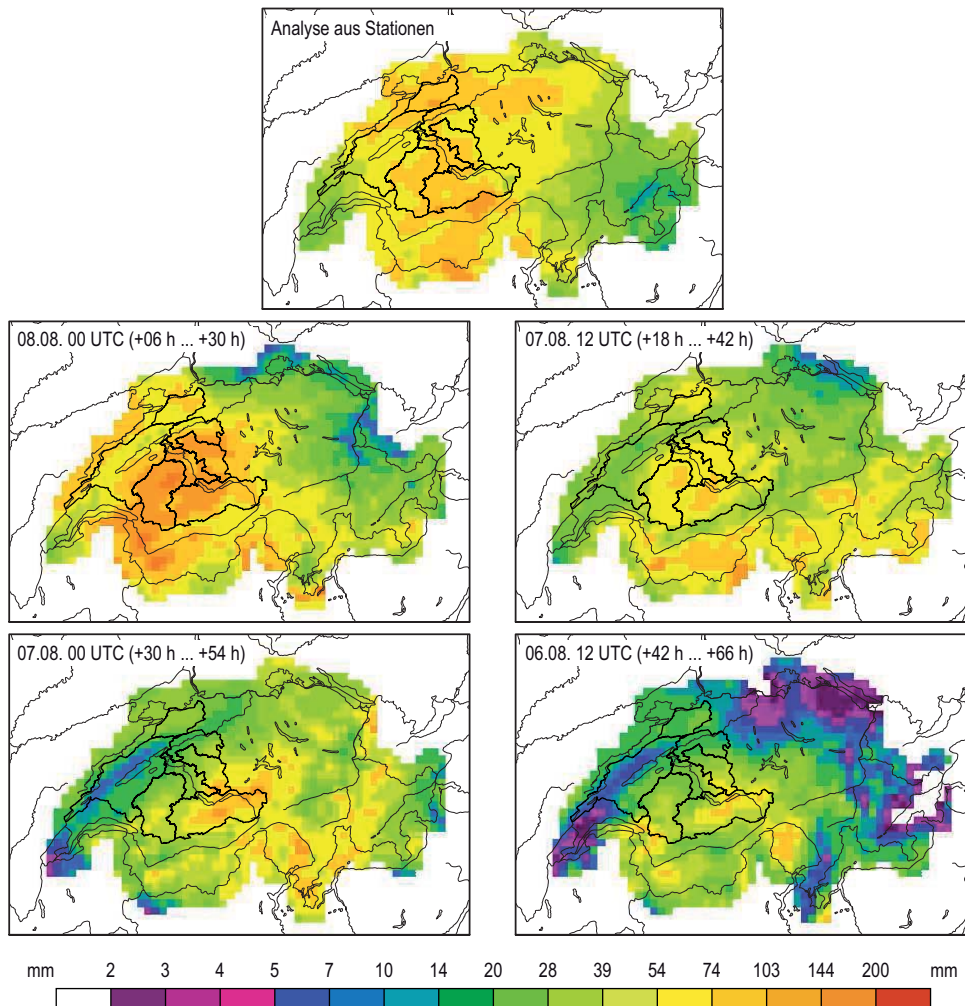 Analyse aus Stationen
08.08. 00 UTC (+06 h ... +30 h)
07.08. 12 UTC (+18 h ... +42 h)
07.08. 00 UTC (+30 h ... +54 h)
06.08. 12 UTC (+42 h ... +66 h)
mm 2 3 4 5 7 10 14 20 28 39 54 74 103 144 200 mm